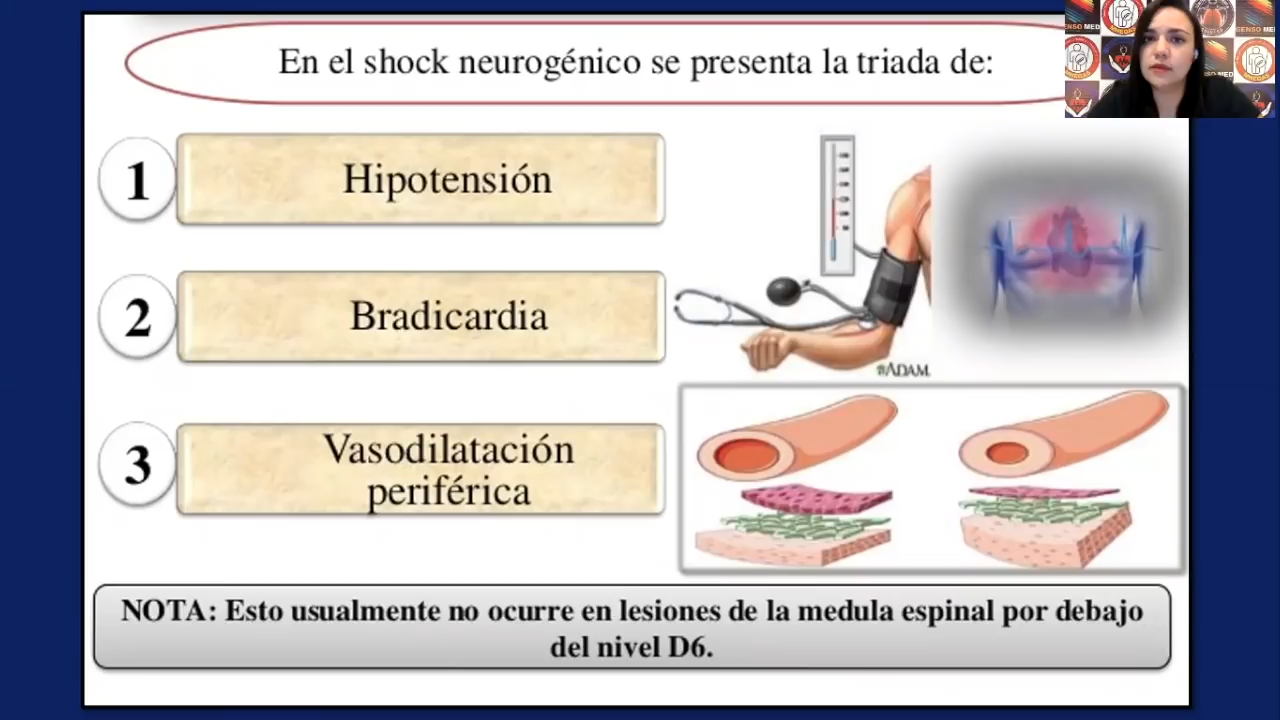 En el shock neurogénico se presenta la triada de:
1
Hipotensión
2
Bradicardia
3
Vasodilatación
periférica
#ADAM.
NOTA: Esto usualmente no ocurre en lesiones de la medula espinal por debajo
del nivel D6.